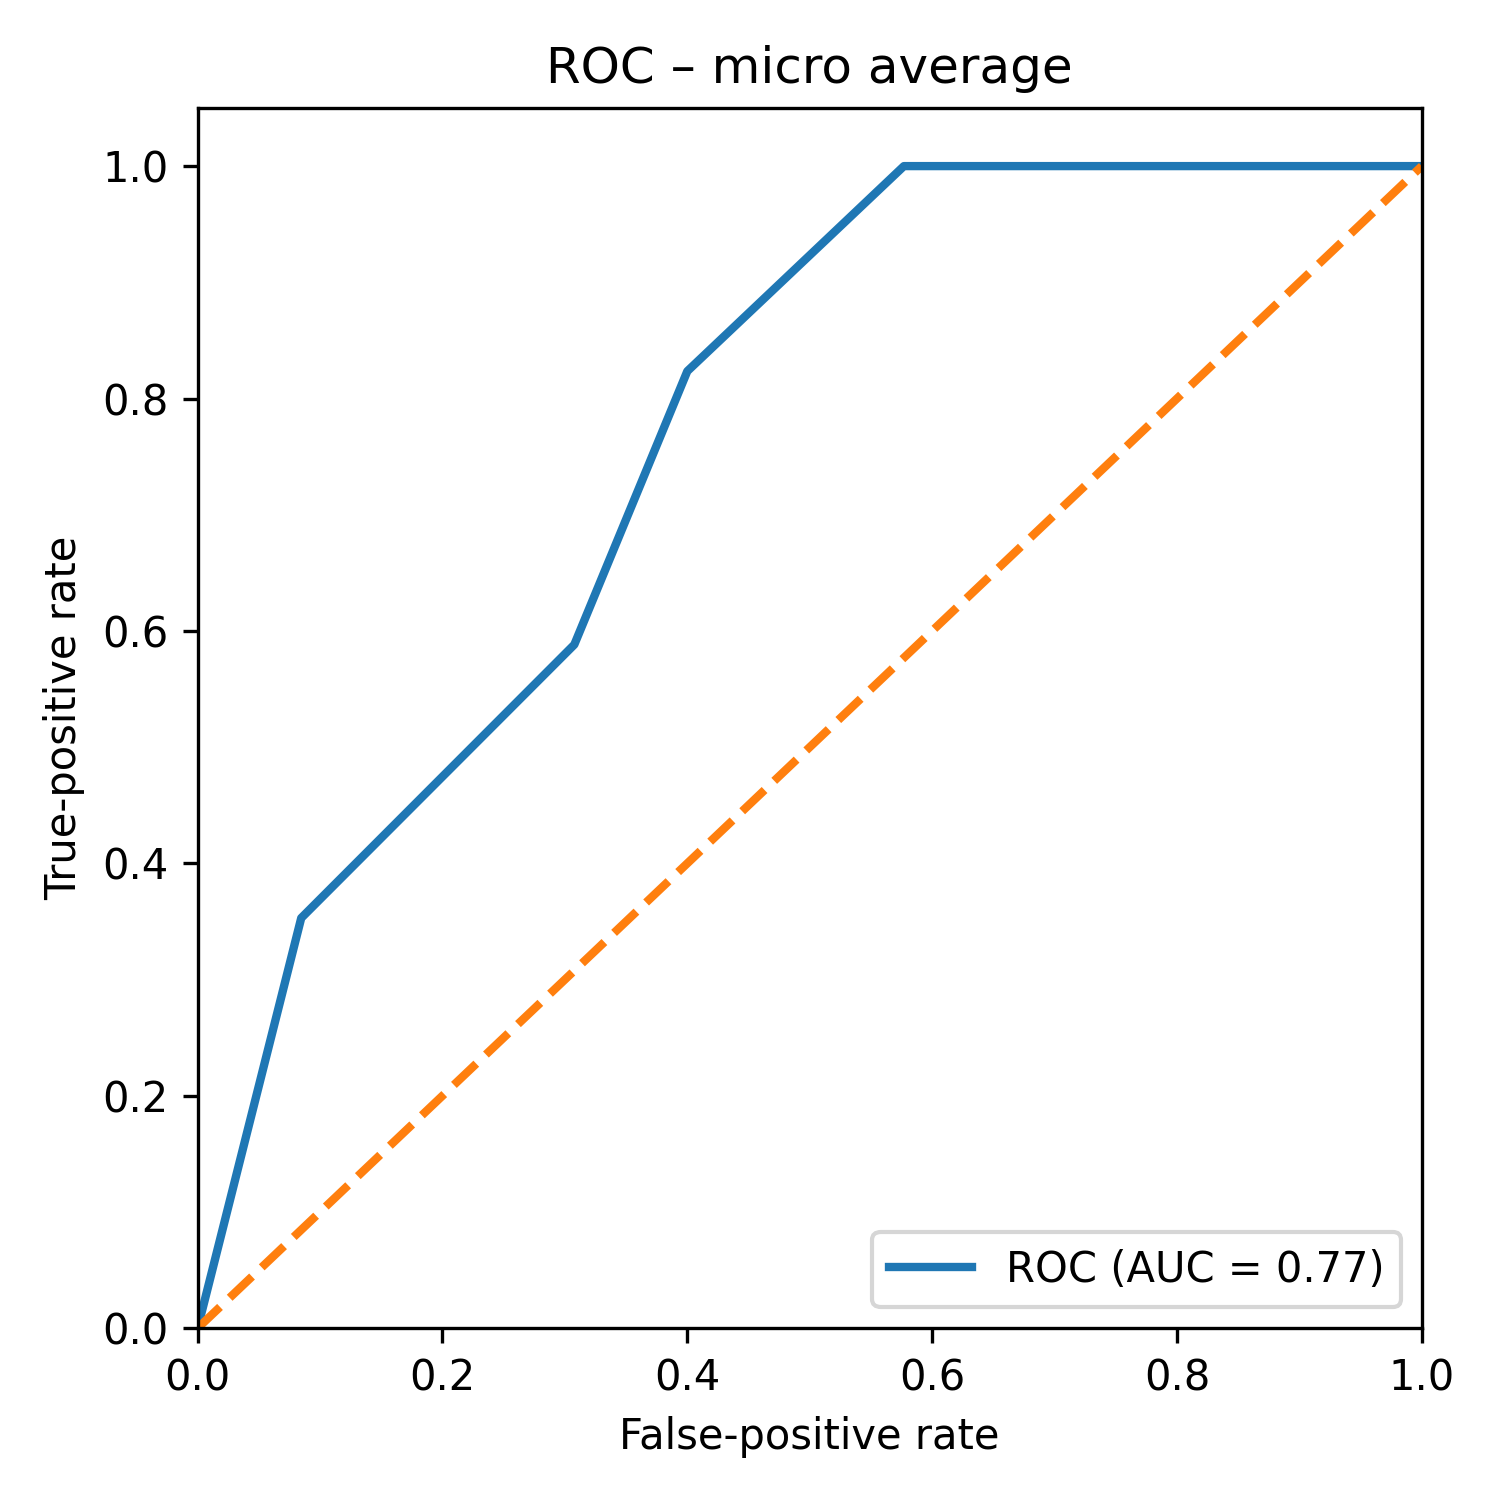 ROC – micro average
1.0
0.8
0.6
0.4
0.2
0.0
True-positive rate
0.0 0.2 0.4 0.6 0.8 1.0
False-positive rate
ROC (AUC = 0.77)